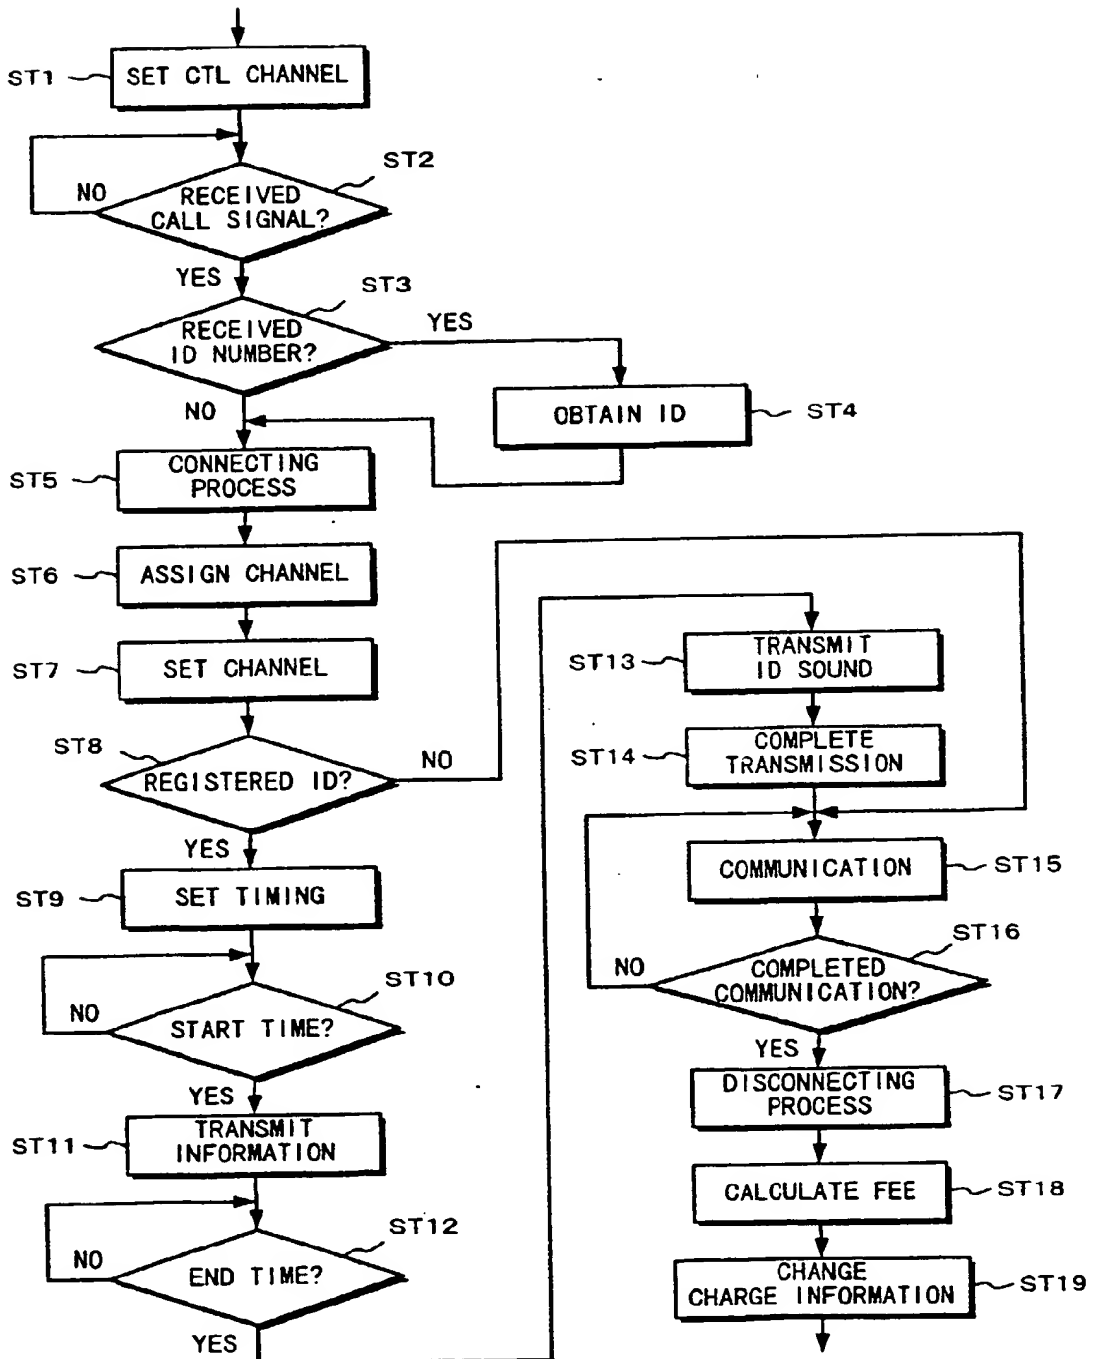 ST1
SET CTL CHANNEL
ST2
NO
RECEIVED
CALL SIGNAL?
YES
ST3
RECEIVED
ID NUMBER?
YES
NO
OBTAIN ID
ST4
ST5
CONNECTING
PROCESS
ST6
ASSIGN CHANNEL
ST7
SET CHANNEL
ST8
REGISTERED ID?
NO
YES
ST9
SET TIMING
ST10
NO
START TIME?
YES
ST11
TRANSMIT
INFORMATION
ST12
NO
END TIME?
YES
ST13
TRANSMIT
ID SOUND
ST14
COMPLETE
TRANSMISSION
COMMUNICATION
ST15
ST16
NO
COMPLETED
COMMUNICATION?
YES
DISCONNECTING
PROCESS
ST17
CALCULATE FEE
ST18
CHANGE
CHARGE INFORMATION
ST19